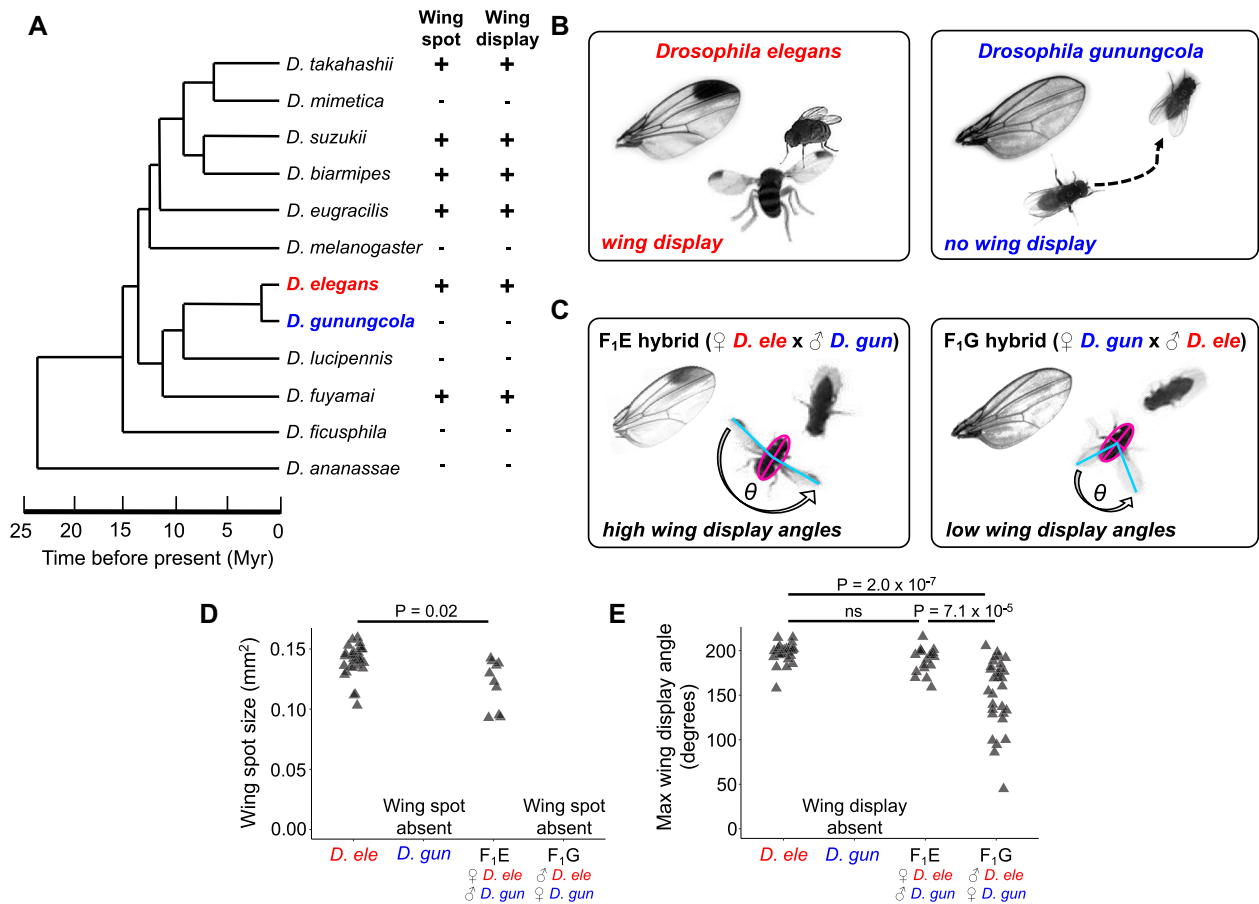 A
Wing spot
Wing display
D. takahashii + +
D. mimetica - -
D. suzukii + +
D. biarmipes + +
D. eugracilis + +
D. melanogaster - -
D. elegans + +
D. gunungcola - -
D. lucipennis - -
D. fuyamai + +
D. ficusphila - -
D. ananassae - -
25 20 15 10 5 0
Time before present (Myr)
B
Drosophila elegans
wing display
Drosophila gunungcola
no wing display
C
F₁E hybrid (♀ D. ele x ♂ D. gun)
θ
high wing display angles
F₁G hybrid (♀ D. gun x ♂ D. ele)
θ
low wing display angles
D
P = 0.02
Wing spot size (mm²)
0.15
0.10
0.05
0.00
Wing spot
absent
Wing spot
absent
D. ele D. gun F₁E F₁G
♀ D. ele ♂ D. ele
♂ D. gun ♀ D. gun
E
P = 2.0 x 10⁻⁷
ns P = 7.1 x 10⁻⁵
Max wing display angle
(degrees)
200
150
100
50
0
Wing display
absent
D. ele D. gun F₁E F₁G
♀ D. ele ♂ D. ele
♂ D. gun ♀ D. gun